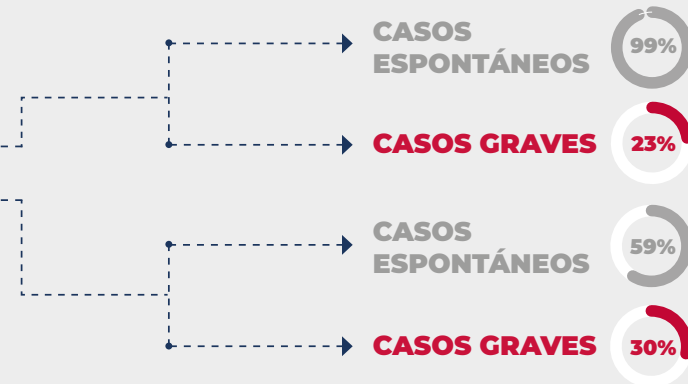 CASOS
ESPONTÁNEOS
99%
CASOS GRAVES
23%
CASOS
ESPONTÁNEOS
59%
CASOS GRAVES
30%